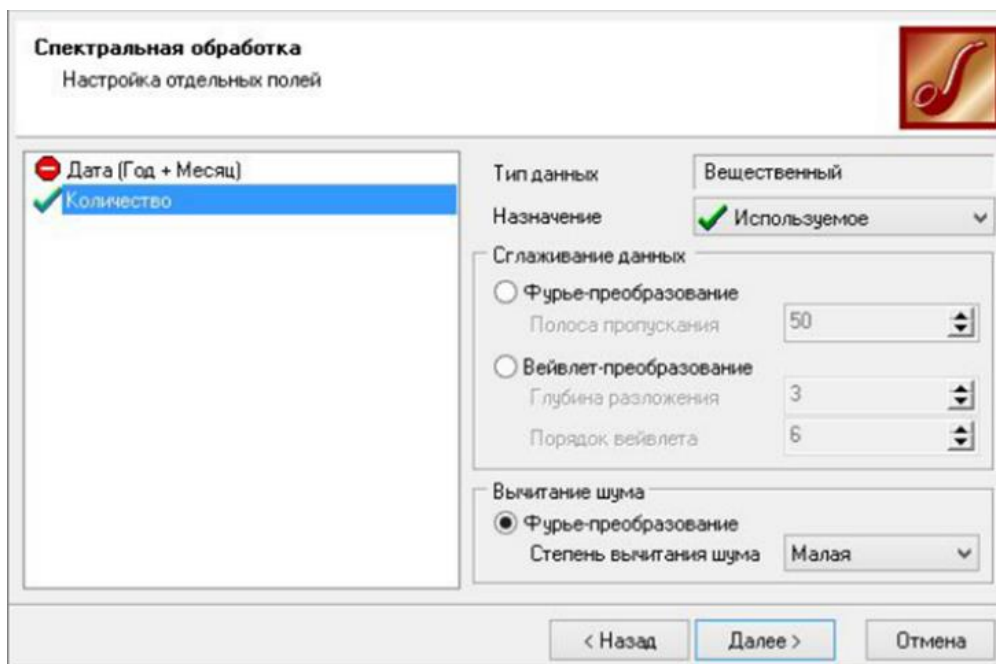 Спектральная обработка
Настройка отдельных полей
Дата (Год + Месяц)
Количество
Тип данных
Вещественный
Назначение
Используемое
Сглаживание данных
Фурье-преобразование
Полоса пропускания
50
Вейвлет-преобразование
Глубина разложения
3
Порядок вейвлета
6
Вычитание шума
Фурье-преобразование
Степень вычитания шума
Малая
< Назад
Далее >
Отмена